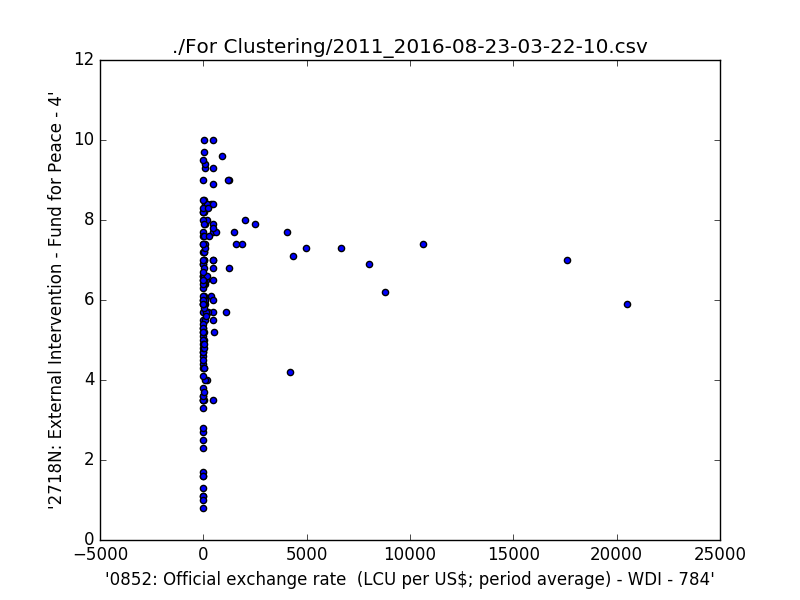 ./For Clustering/2011_2016-08-23-03-22-10.csv
12
10
8
6
4
2
0
'2718N: External Intervention - Fund for Peace - 4'
−5000 0 5000 10000 15000 20000 25000
'0852: Official exchange rate  (LCU per US$; period average) - WDI - 784'